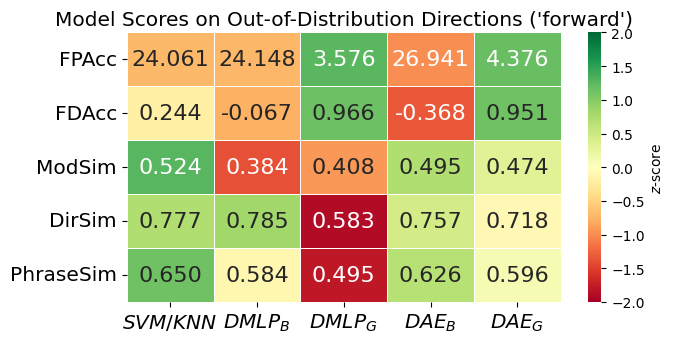 Model Scores on Out-of-Distribution Directions ('forward')
FPAcc 24.061 24.148 3.576 26.941 4.376
FDAcc 0.244 -0.067 0.966 -0.368 0.951
ModSim 0.524 0.384 0.408 0.495 0.474
DirSim 0.777 0.785 0.583 0.757 0.718
PhraseSim 0.650 0.584 0.495 0.626 0.596
SVM/KNN DMLP_B DMLP_G DAE_B DAE_G
2.0
1.5
1.0
0.5
0.0
−0.5
−1.0
−1.5
−2.0
z-score